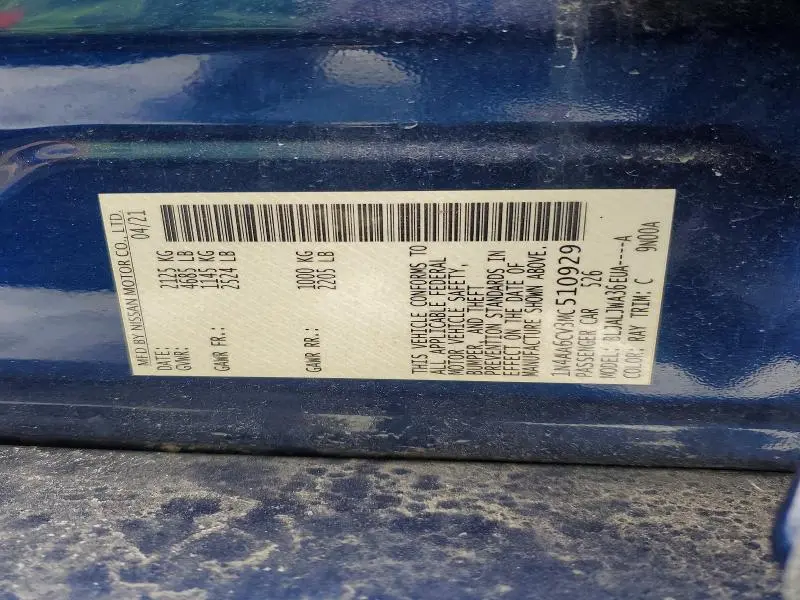 MFD BY NISSAN MOTOR CO., LTD.
DATE: 04/21
GVWR: 2125 KG
4685 LB
GAWR FR.: 1145 KG
2524 LB
GAWR RR.: 1000 KG
2205 LB
THIS VEHICLE CONFORMS TO
ALL APPLICABLE FEDERAL
MOTOR VEHICLE SAFETY,
BUMPER, AND THEFT
PREVENTION STANDARDS IN
EFFECT ON THE DATE OF
MANUFACTURE SHOWN ABOVE.
1N4AA6CV3MC510929
PASSENGER CAR 526
MODEL: BLJALJWA36EUA----A
COLOR: RAY TRIM: C 9N00A